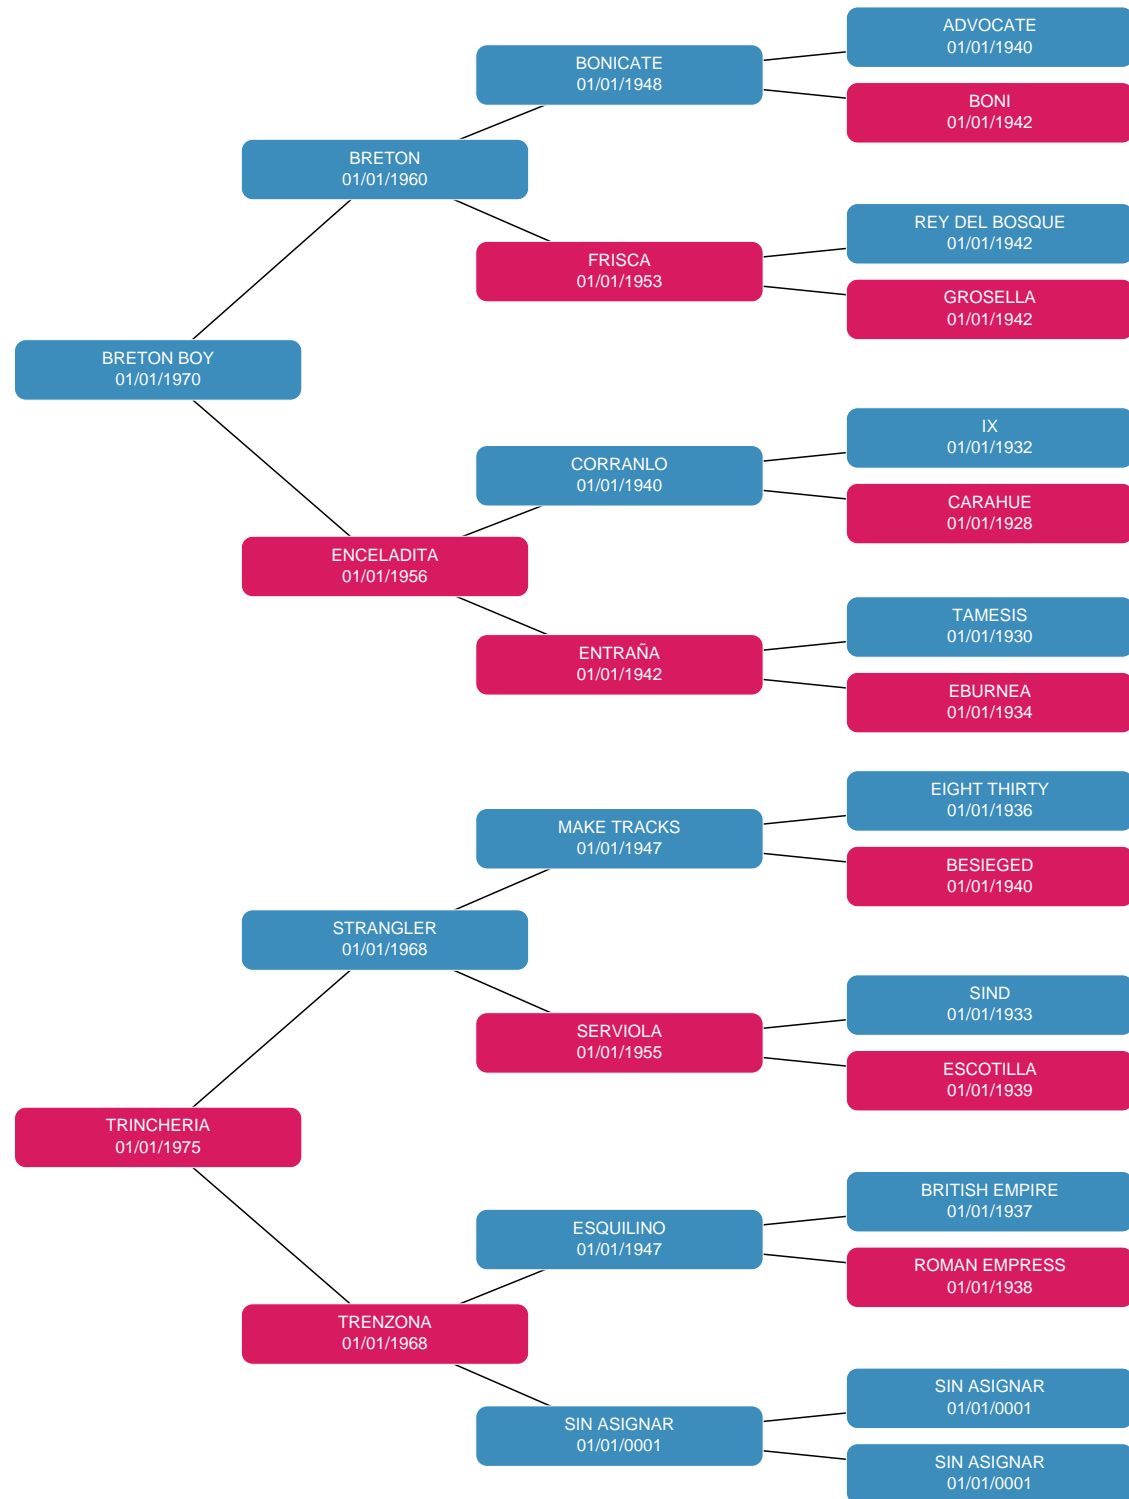 ADVOCATE
01/01/1940
BONICATE
01/01/1948
BONI
01/01/1942
BRETON
01/01/1960
REY DEL BOSQUE
01/01/1942
FRISCA
01/01/1953
GROSELLA
01/01/1942
BRETON BOY
01/01/1970
IX
01/01/1932
CORRANLO
01/01/1940
CARAHUE
01/01/1928
ENCELADITA
01/01/1956
TAMESIS
01/01/1930
ENTRAÑA
01/01/1942
EBURNEA
01/01/1934
EIGHT THIRTY
01/01/1936
MAKE TRACKS
01/01/1947
BESIEGED
01/01/1940
STRANGLER
01/01/1968
SIND
01/01/1933
SERVIOLA
01/01/1955
ESCOTILLA
01/01/1939
TRINCHERIA
01/01/1975
BRITISH EMPIRE
01/01/1937
ESQUILINO
01/01/1947
ROMAN EMPRESS
01/01/1938
TRENZONA
01/01/1968
SIN ASIGNAR
01/01/0001
SIN ASIGNAR
01/01/0001
SIN ASIGNAR
01/01/0001